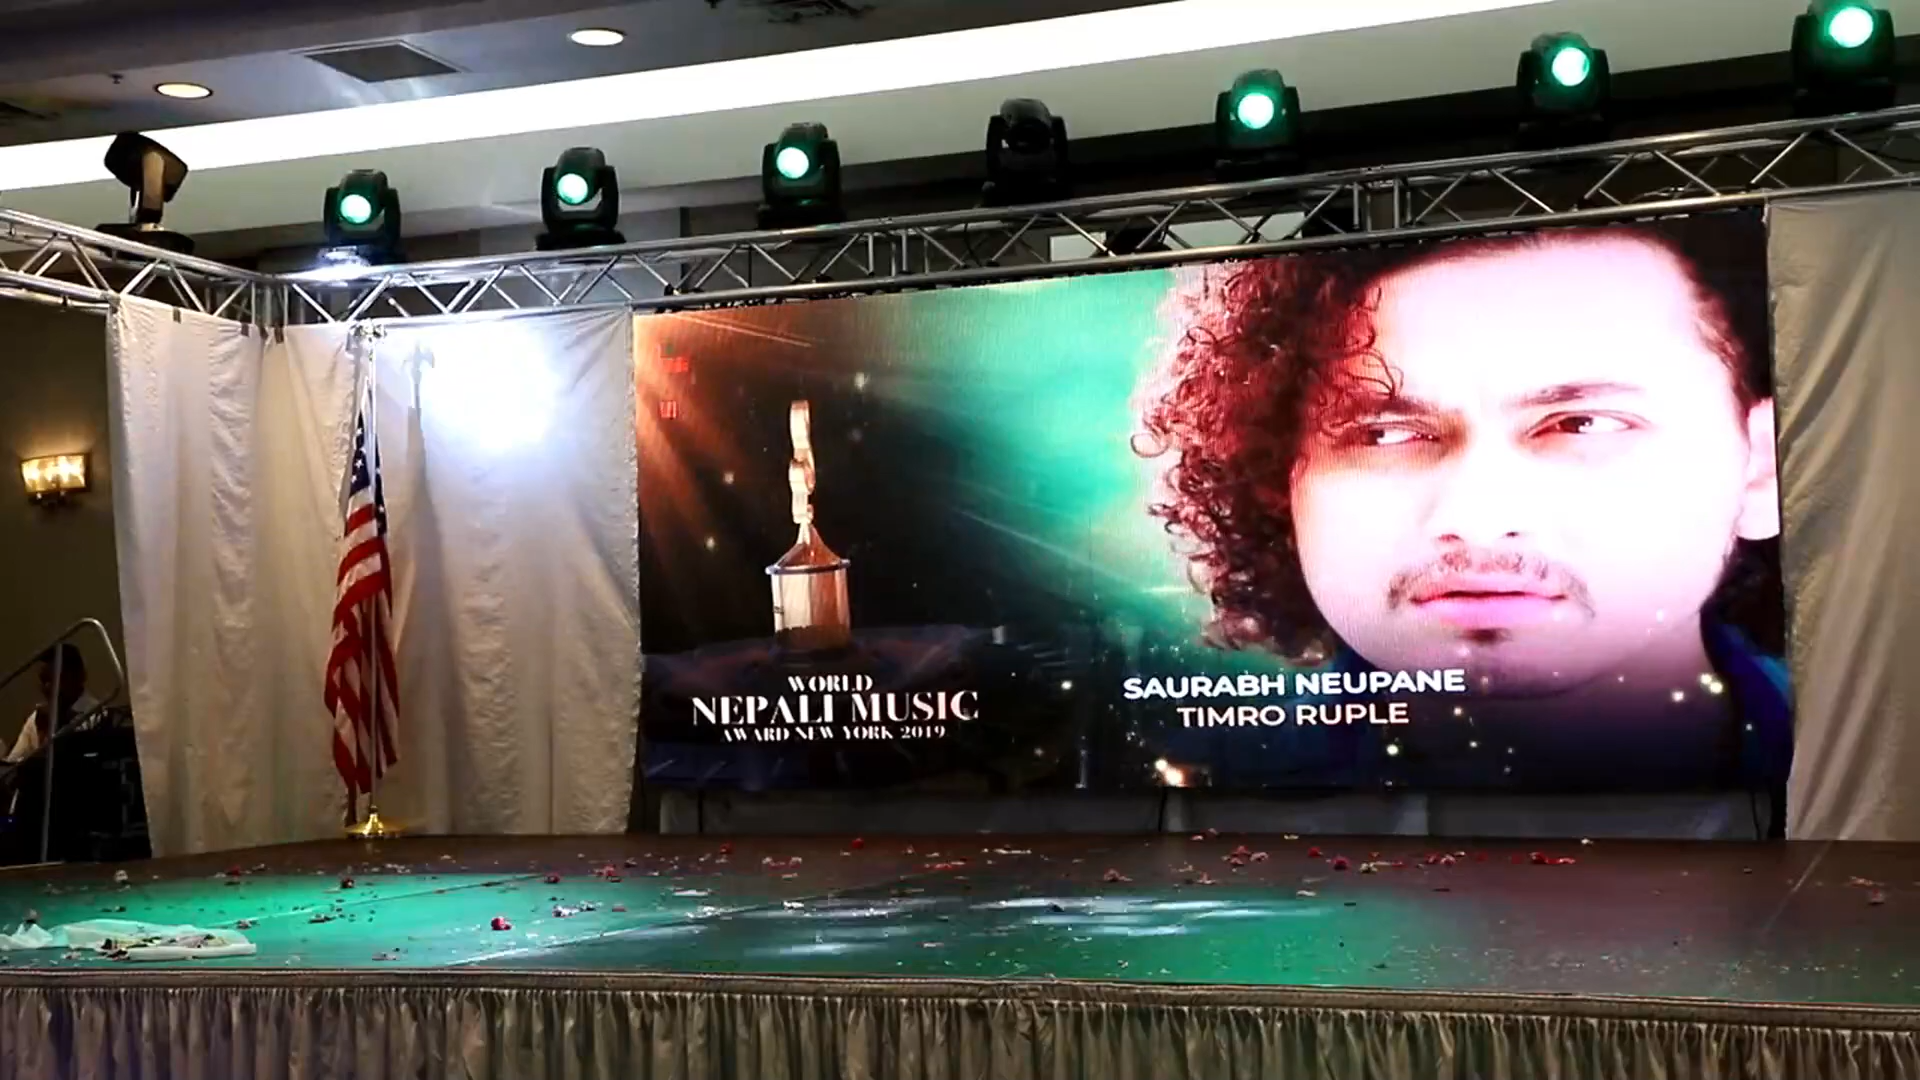 WORLD
NEPALI MUSIC
AWARD NEW YORK 2019
SAURABH NEUPANE
TIMRO RUPLE